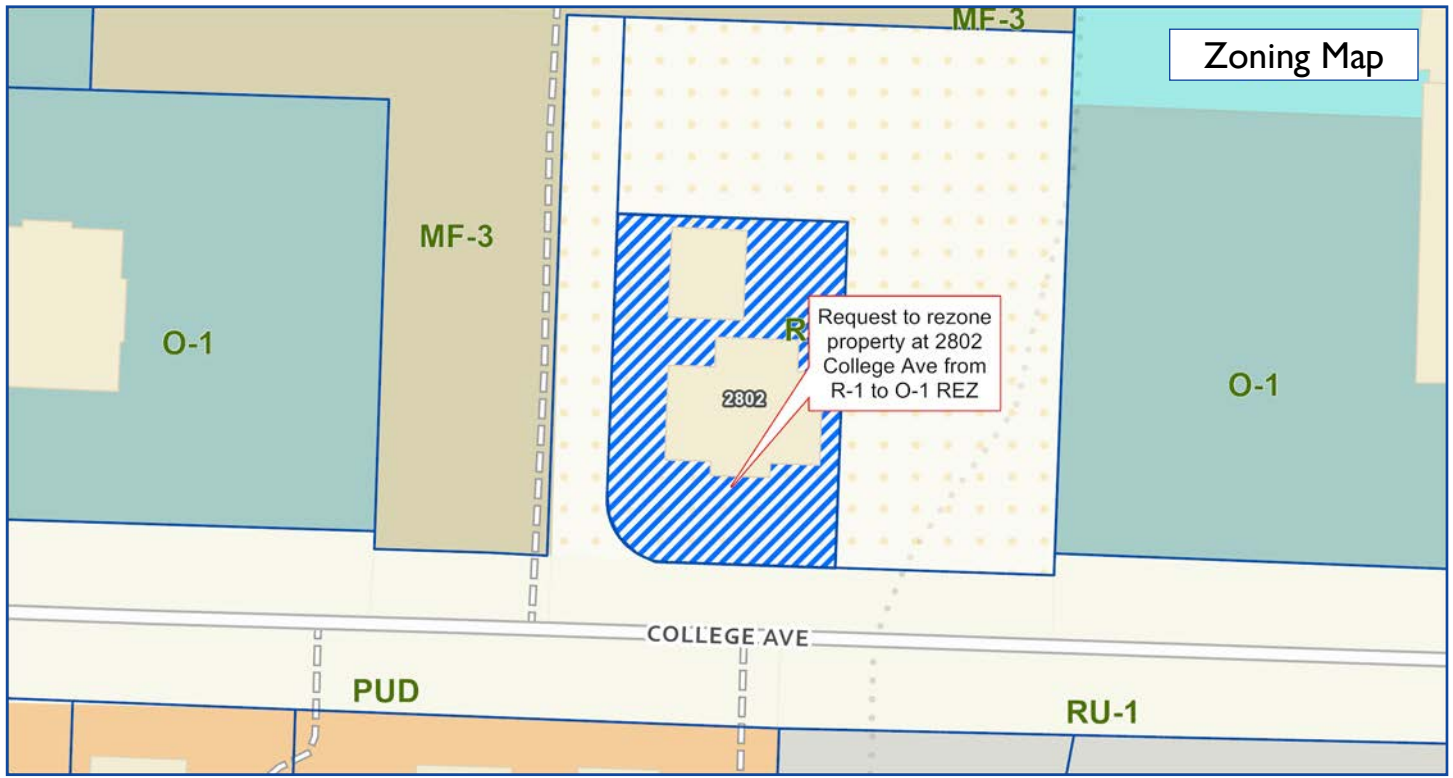 MF-3
Zoning Map
MF-3
O-1
R
Request to rezone
property at 2802
College Ave from
R-1 to O-1 REZ
O-1
2802
COLLEGE AVE
PUD
RU-1